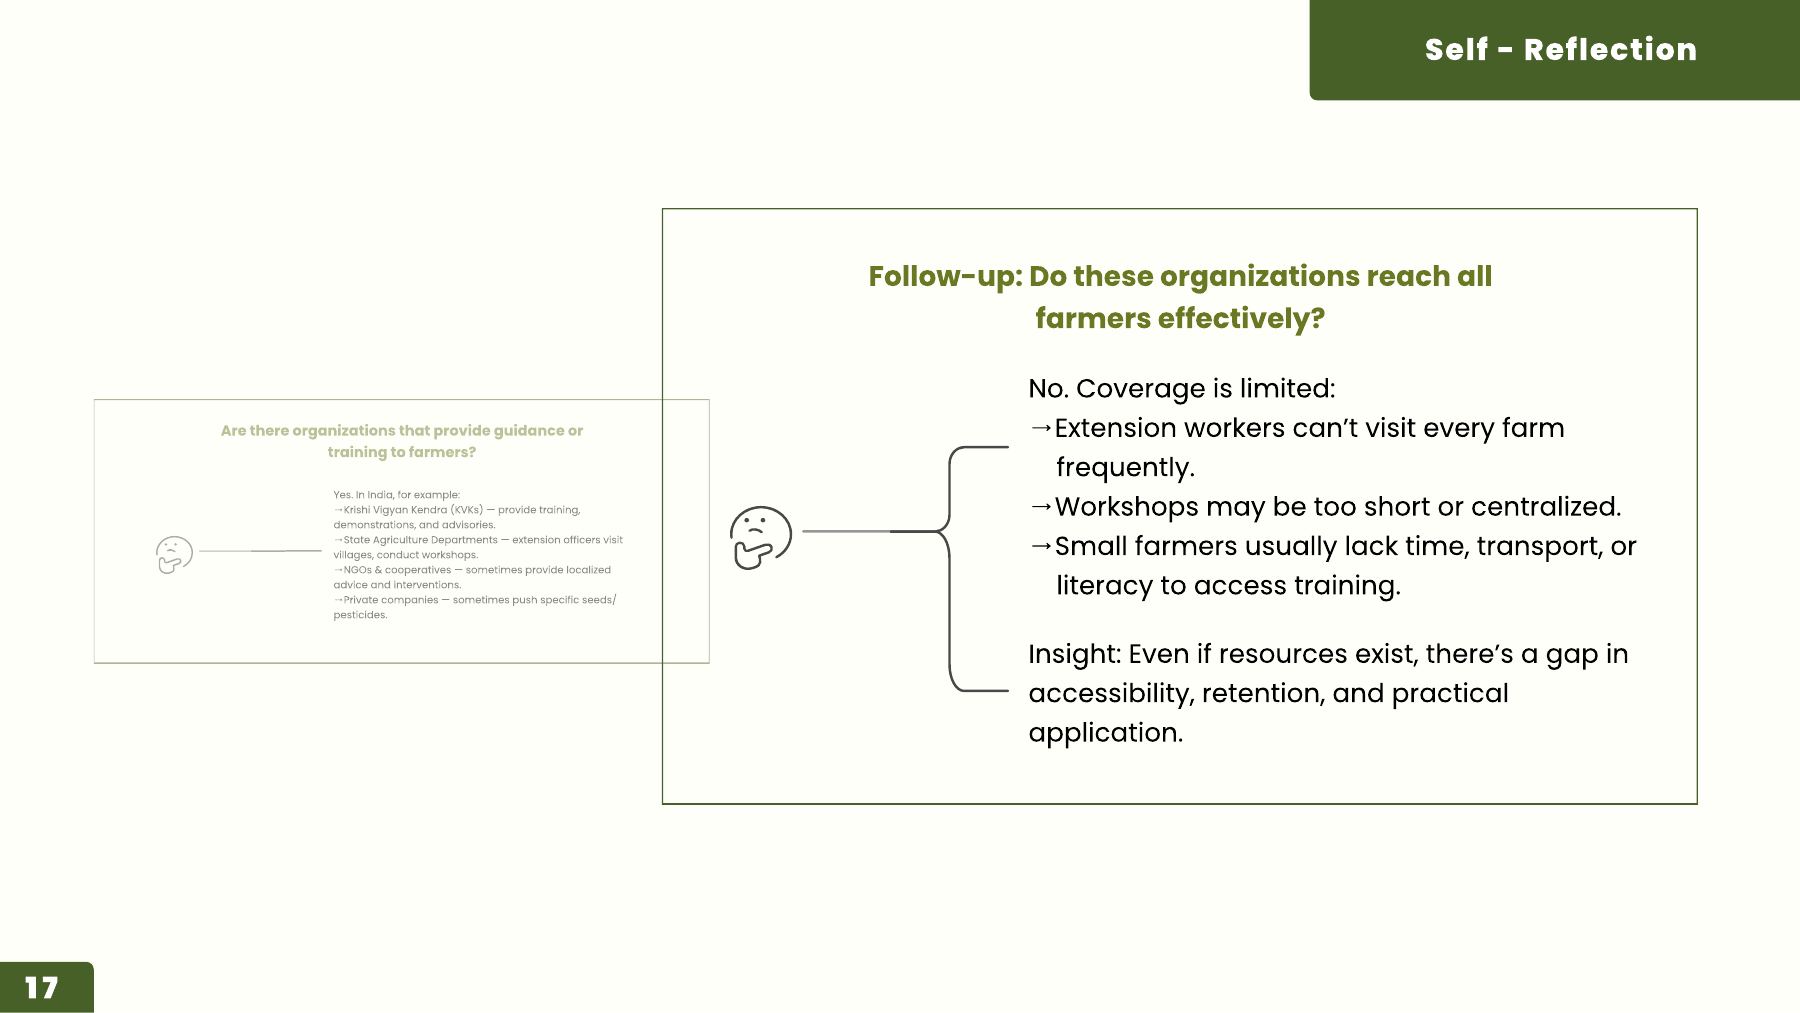 Self - Reflection
Are there organizations that provide guidance or
training to farmers?
Yes. In India, for example:
→Krishi Vigyan Kendra (KVKs) — provide training,
demonstrations, and advisories.
→State Agriculture Departments — extension officers visit
villages, conduct workshops.
→NGOs & cooperatives — sometimes provide localized
advice and interventions.
→Private companies — sometimes push specific seeds/
pesticides.
Follow-up: Do these organizations reach all
farmers effectively?
No. Coverage is limited:
→Extension workers can’t visit every farm
frequently.
→Workshops may be too short or centralized.
→Small farmers usually lack time, transport, or
literacy to access training.
Insight: Even if resources exist, there’s a gap in
accessibility, retention, and practical
application.
17